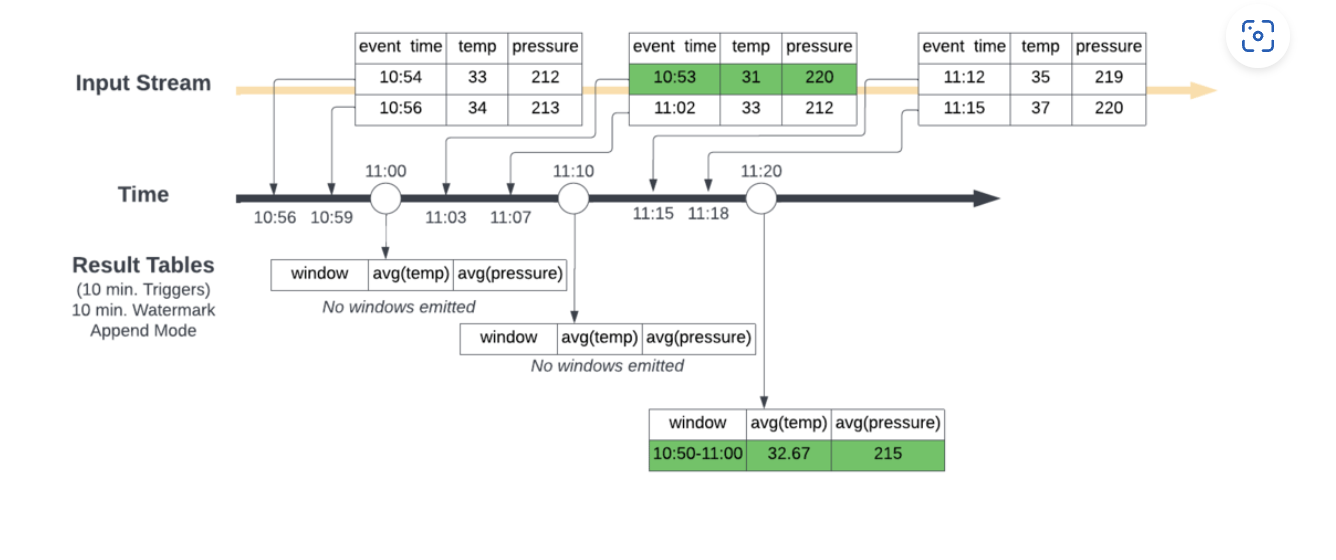 event time temp pressure
10:54 33 212
10:56 34 213
event time temp pressure
10:53 31 220
11:02 33 212
event time temp pressure
11:12 35 219
11:15 37 220
Input Stream
11:00 11:10 11:20
Time
10:56 10:59 11:03 11:07 11:15 11:18
Result Tables
(10 min. Triggers)
10 min. Watermark
Append Mode
window avg(temp) avg(pressure)
No windows emitted
window avg(temp) avg(pressure)
No windows emitted
window avg(temp) avg(pressure)
10:50-11:00 32.67 215